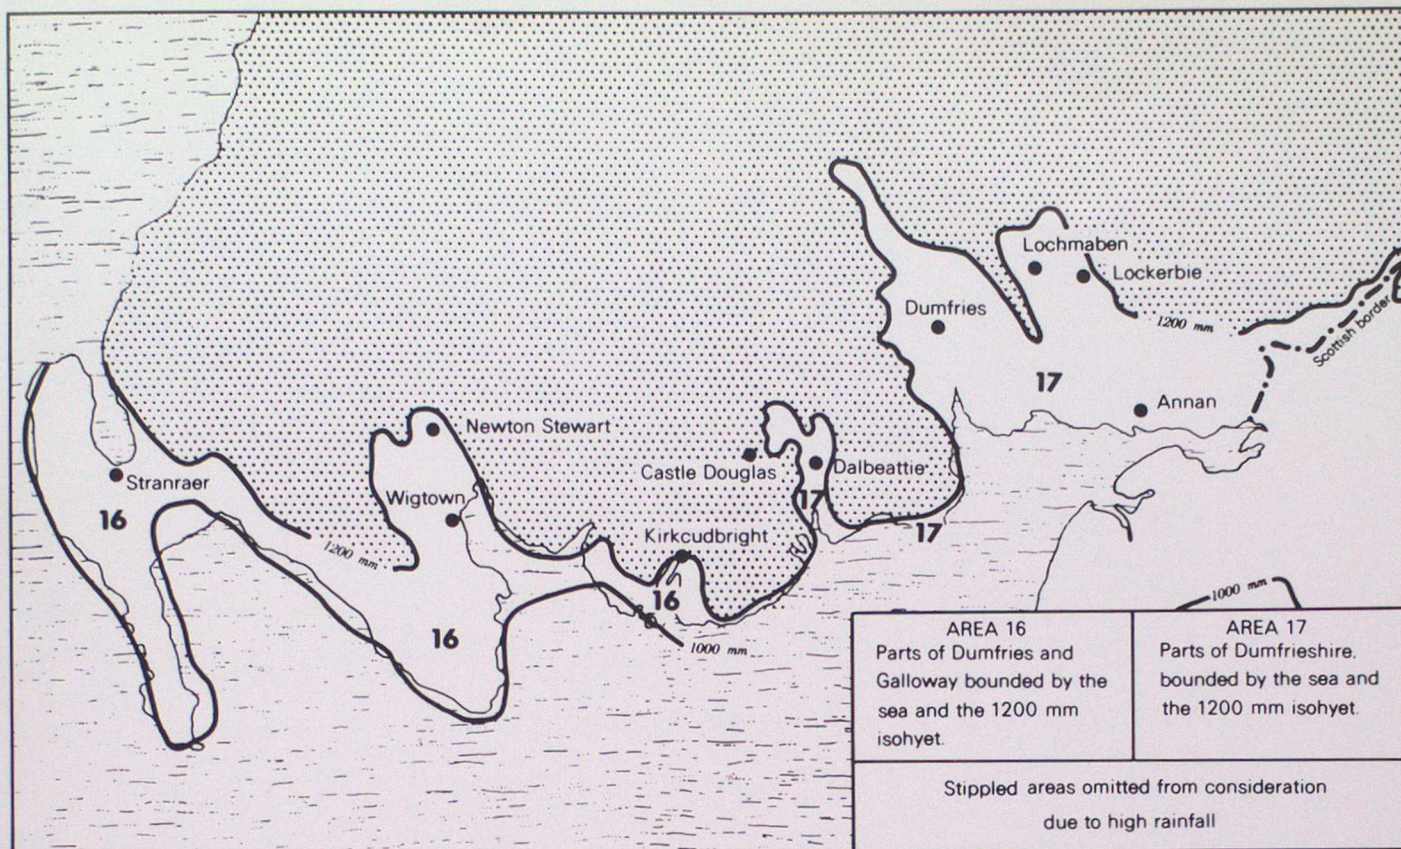 Lochmaben
Lockerbie
Dumfries
1200 mm
Scottish border
17
Annan
Newton Stewart
Castle Douglas
Dalbeattie
Stranraer
Wigtown
17
16
17
1200 mm
Kirkcudbright
16
1000 mm
16
1000 mm
AREA 16
Parts of Dumfries and
Galloway bounded by the
sea and the 1200 mm
isohyet.
AREA 17
Parts of Dumfrieshire,
bounded by the sea and
the 1200 mm isohyet.
Stippled areas omitted from consideration
due to high rainfall